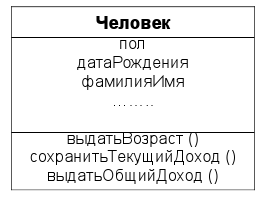 Человек
пол
датаРождения
фамилияИмя
........
выдатьВозраст ()
сохранитьТекущийДоход ()
выдатьОбщийДоход ()